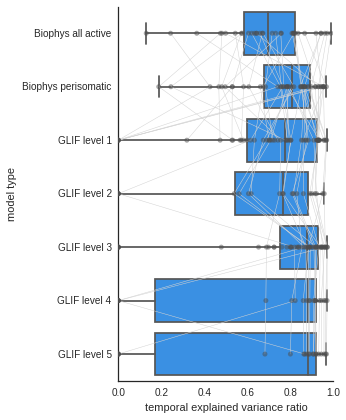 Biophys all active
Biophys perisomatic
GLIF level 1
GLIF level 2
GLIF level 3
GLIF level 4
GLIF level 5
model type
0.0 0.2 0.4 0.6 0.8 1.0
temporal explained variance ratio